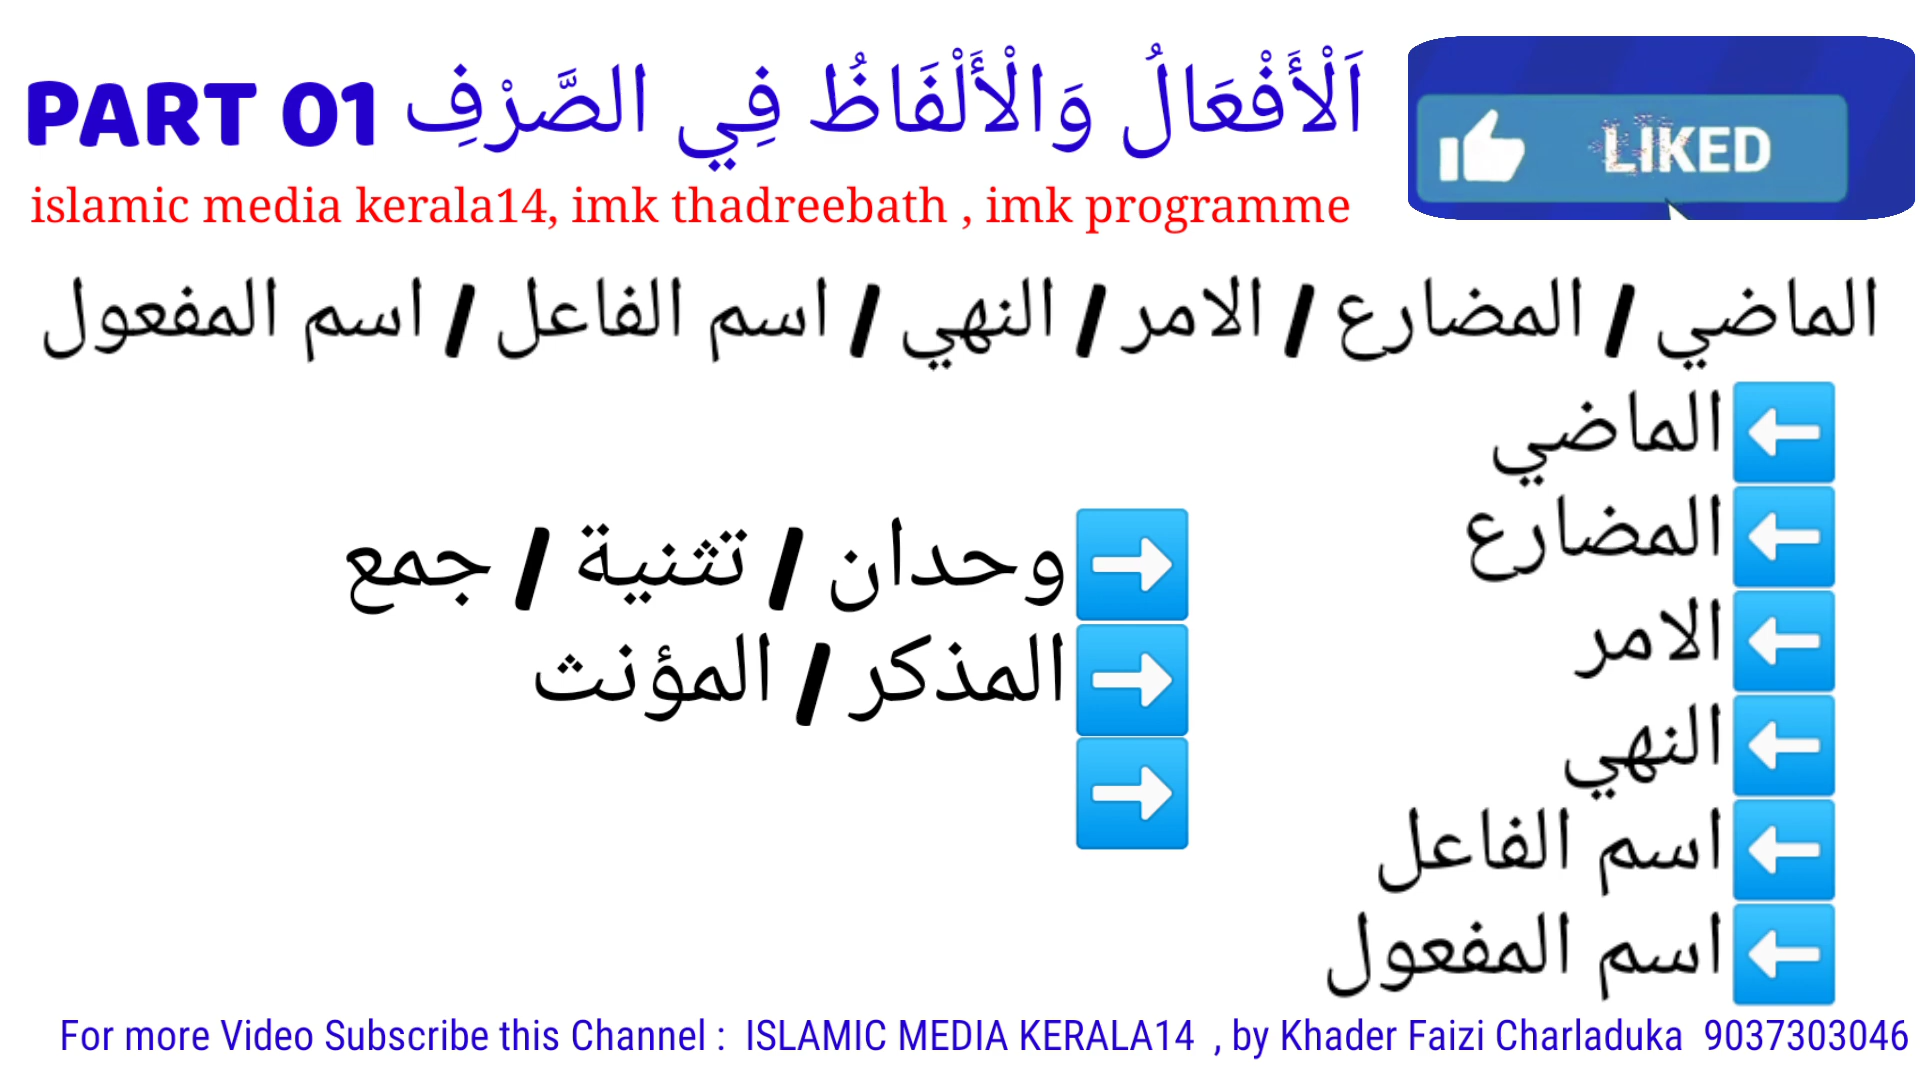 PART 01 اَلْأَفْعَالُ وَالْأَلْفَاظُ فِي الصَّرْفِ
LIKED
islamic media kerala14, imk thadreebath , imk programme
الماضي / المضارع / الامر / النهي / اسم الفاعل / اسم المفعول
الماضي
المضارع
الامر
النهي
اسم الفاعل
اسم المفعول
وحدان / تثنية / جمع
المذكر / المؤنث
For more Video Subscribe this Channel : ISLAMIC MEDIA KERALA14 , by Khader Faizi Charladuka 9037303046